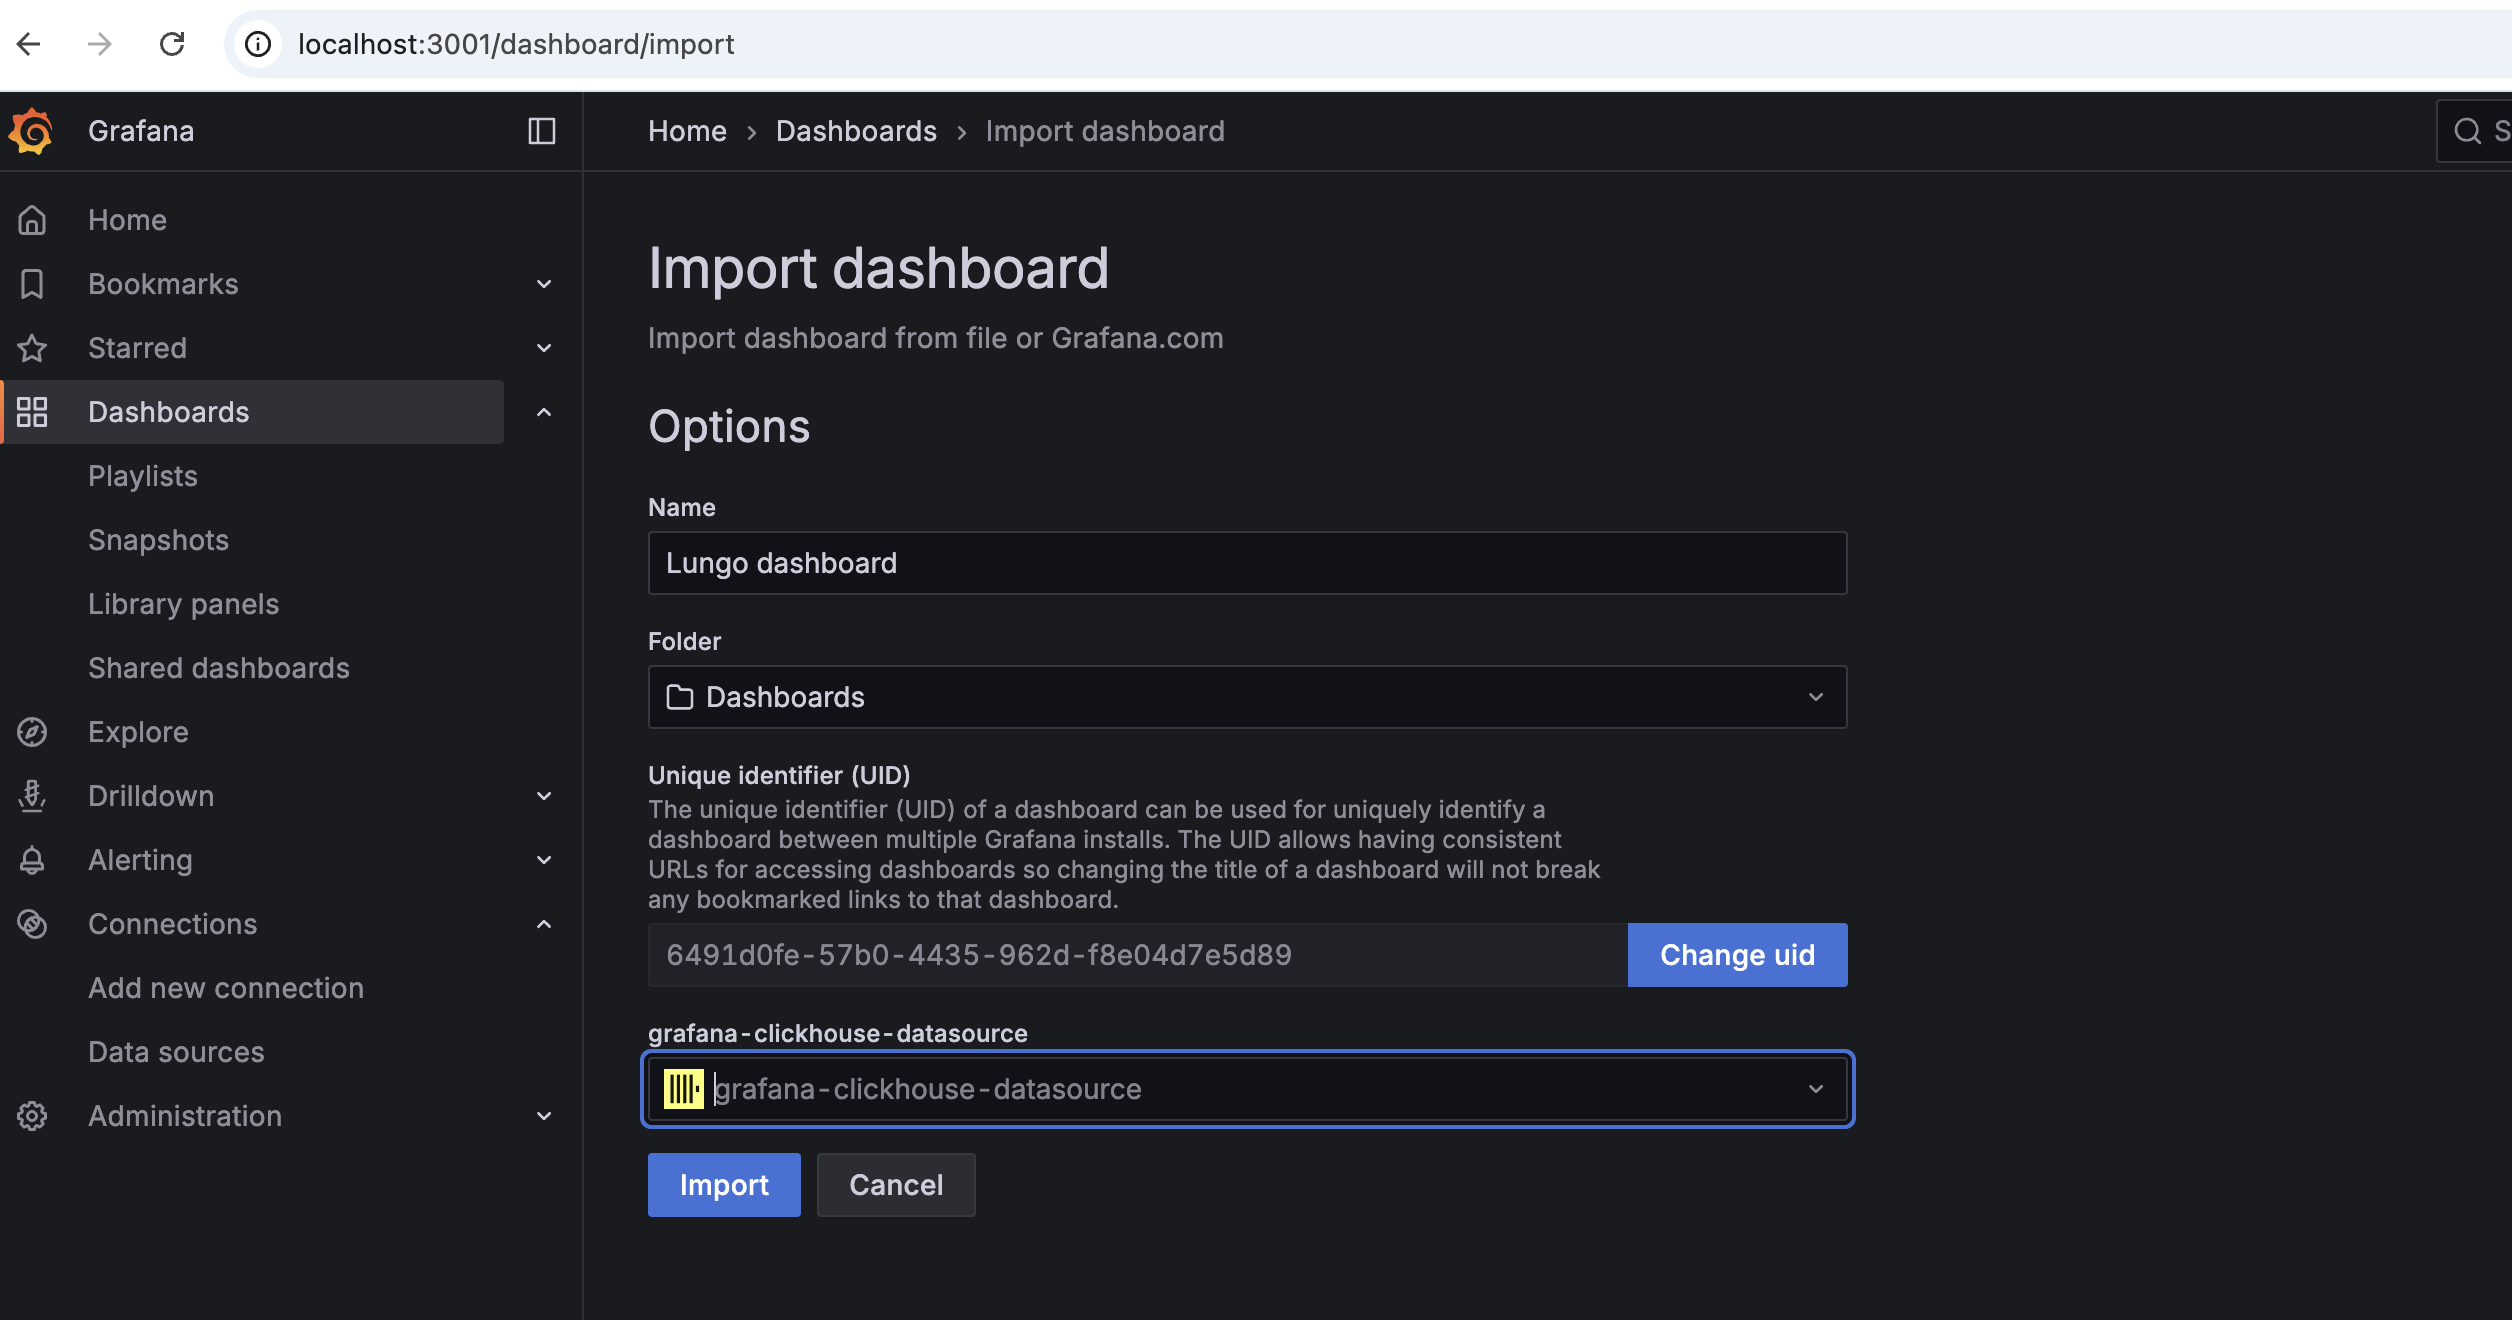 localhost:3001/dashboard/import
Grafana
Home › Dashboards › Import dashboard
S
Home
Bookmarks
Starred
Dashboards
Playlists
Snapshots
Library panels
Shared dashboards
Explore
Drilldown
Alerting
Connections
Add new connection
Data sources
Administration
Import dashboard
Import dashboard from file or Grafana.com
Options
Name
Lungo dashboard
Folder
Dashboards
Unique identifier (UID)
The unique identifier (UID) of a dashboard can be used for uniquely identify a
dashboard between multiple Grafana installs. The UID allows having consistent
URLs for accessing dashboards so changing the title of a dashboard will not break
any bookmarked links to that dashboard.
6491d0fe-57b0-4435-962d-f8e04d7e5d89
Change uid
grafana-clickhouse-datasource
grafana-clickhouse-datasource
Import
Cancel